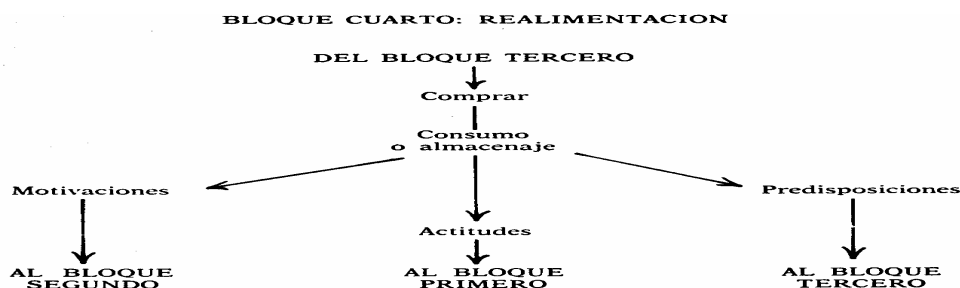 BLOQUE CUARTO: REALIMENTACION
DEL BLOQUE TERCERO
Comprar
Consumo
o almacenaje
Motivaciones
Predisposiciones
Actitudes
AL BLOQUE
SEGUNDO
AL BLOQUE
PRIMERO
AL BLOQUE
TERCERO